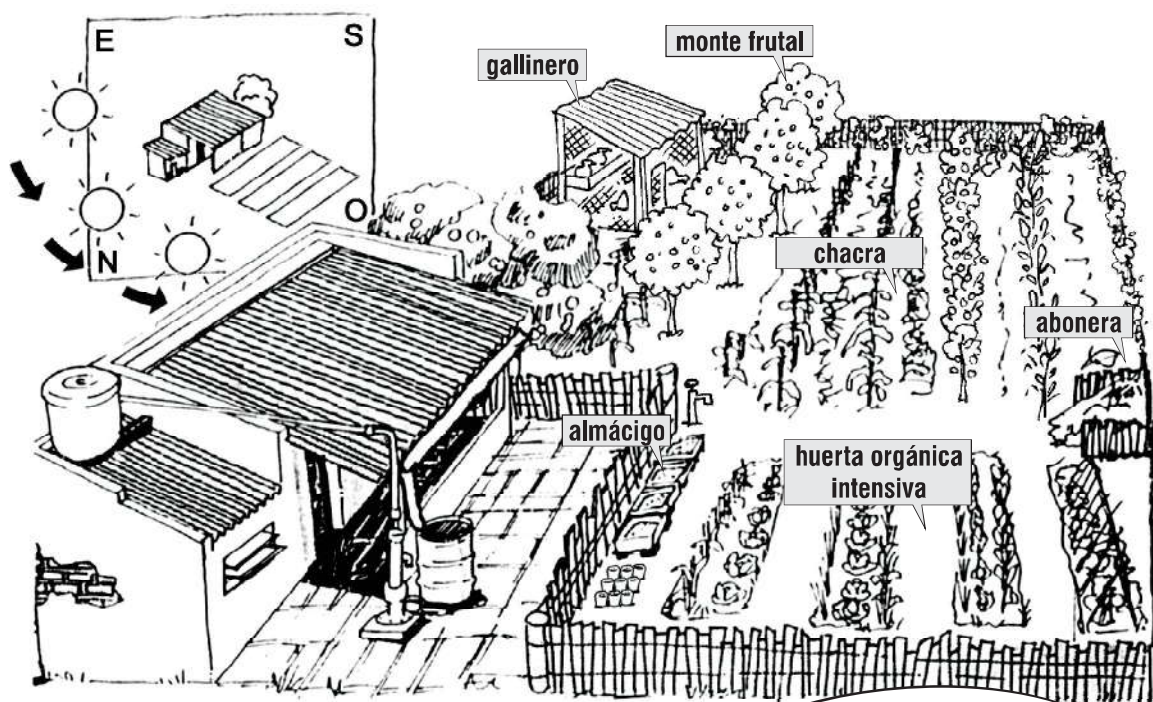 E
S
N
O
gallinero
monte frutal
chacra
abonera
almácigo
huerta orgánica
intensiva